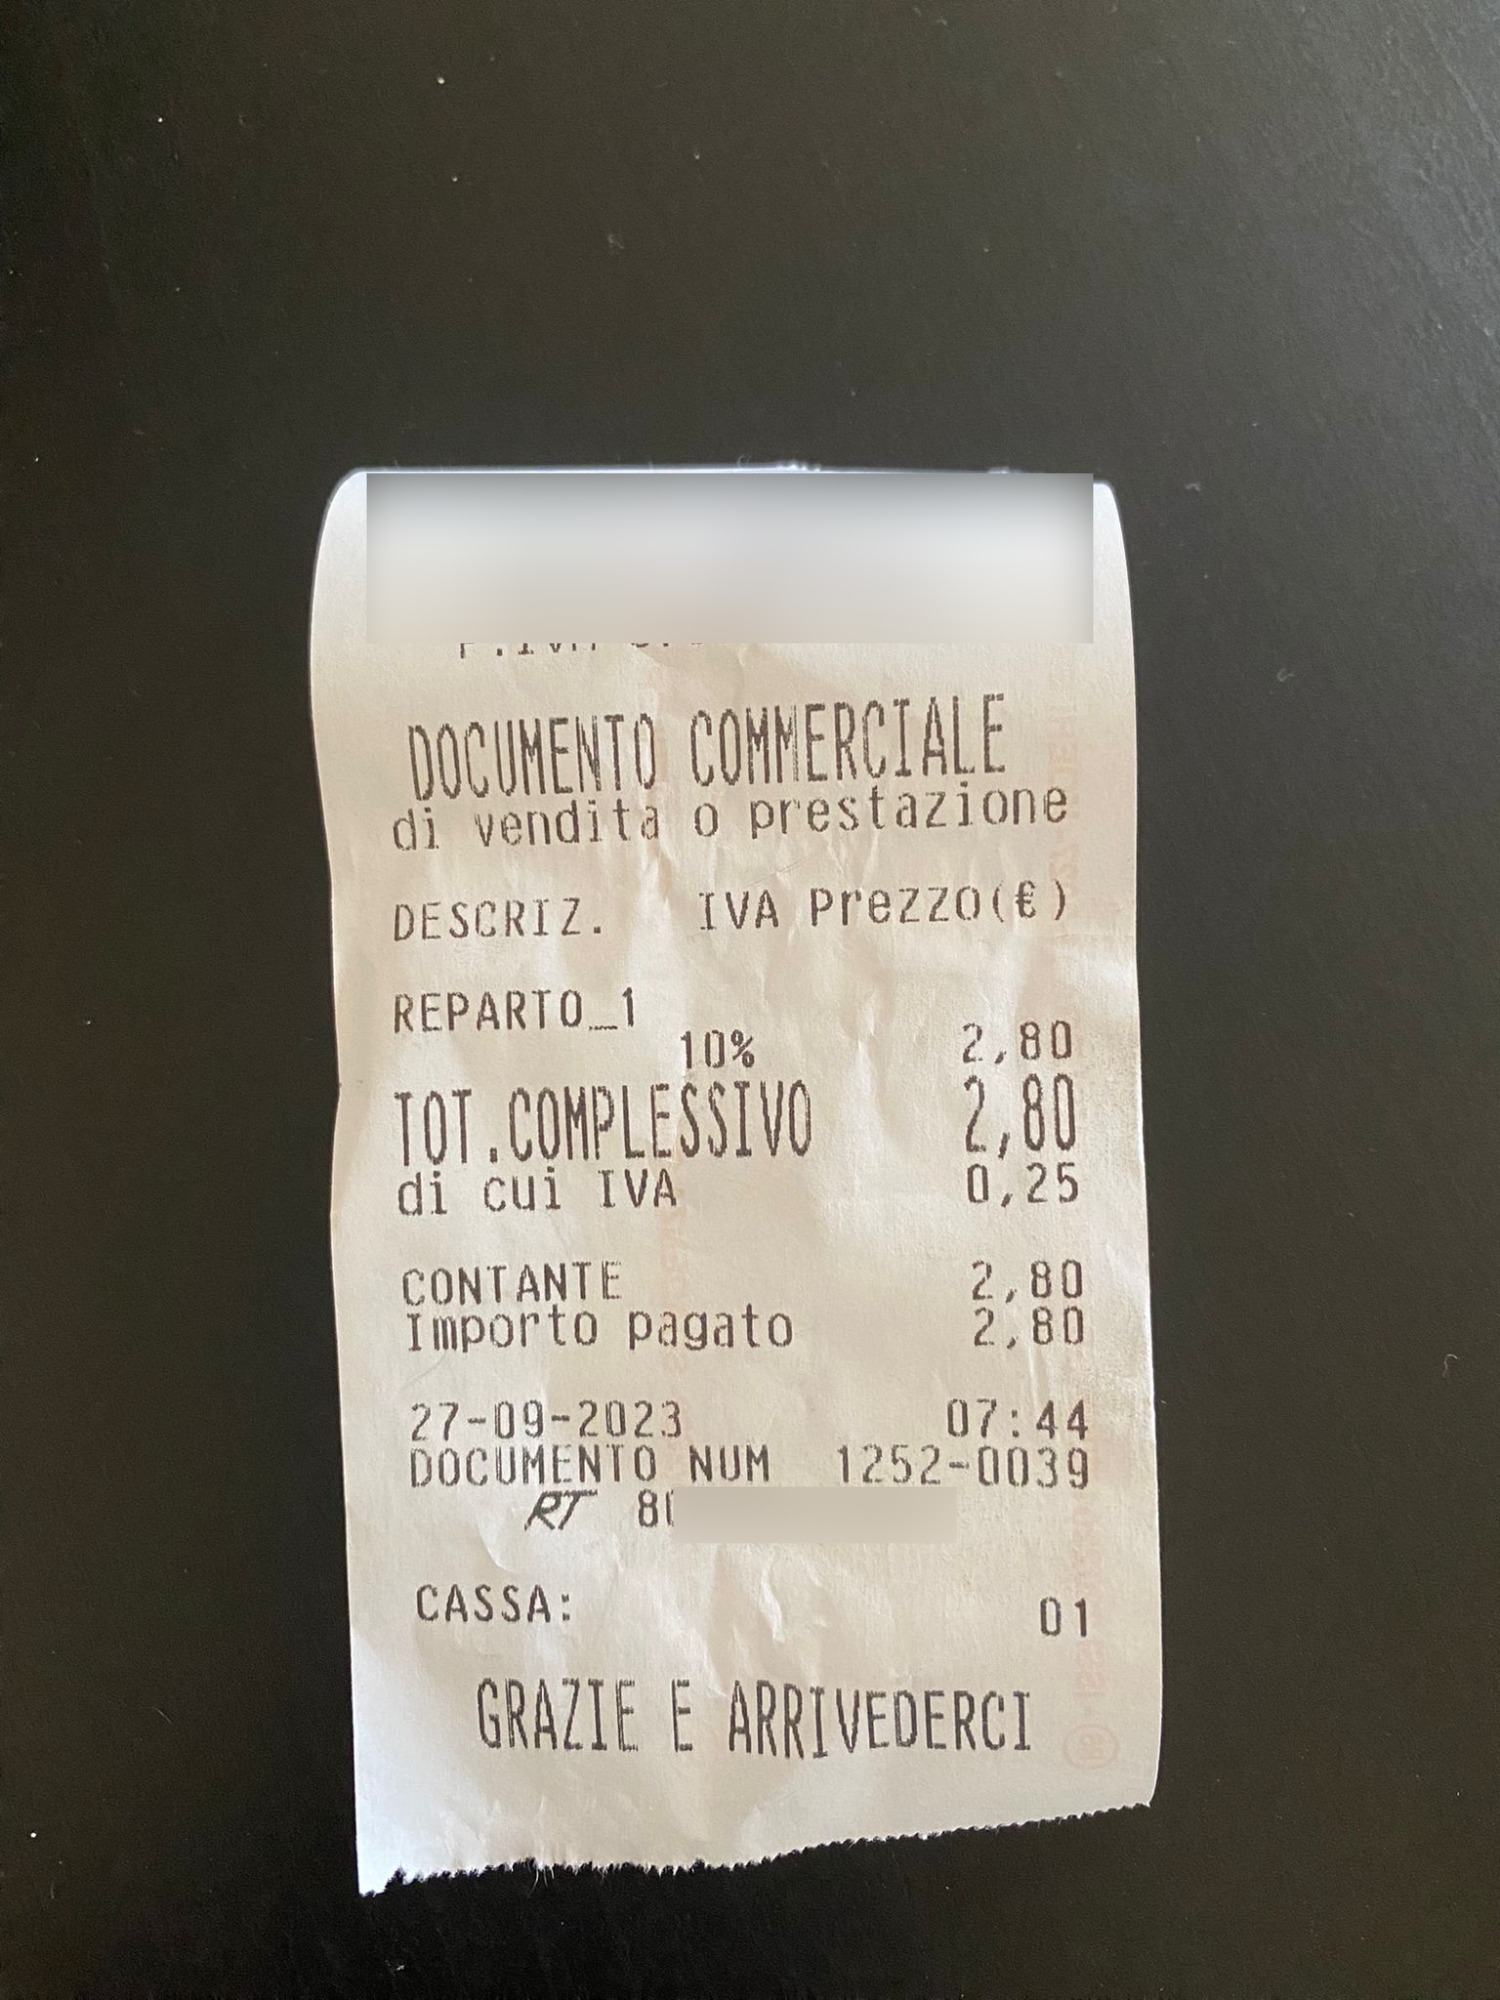 DOCUMENTO COMMERCIALE
di vendita o prestazione
DESCRIZ. IVA Prezzo(€)
REPARTO_1
10% 2,80
TOT.COMPLESSIVO 2,80
di cui IVA 0,25
CONTANTE 2,80
Importo pagato 2,80
27-09-2023 07:44
DOCUMENTO NUM 1252-0039
RT
CASSA: 01
GRAZIE E ARRIVEDERCI